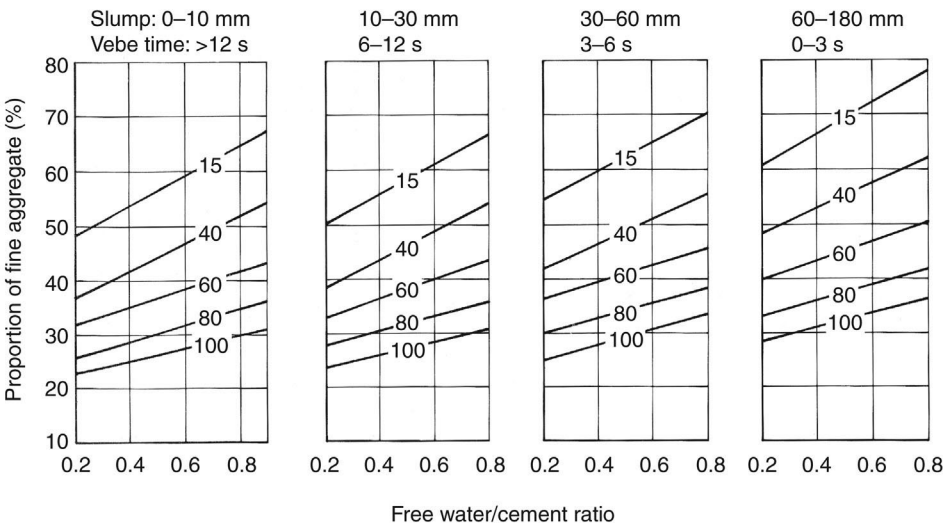 Slump: 0–10 mm
Vebe time: >12 s
10–30 mm
6–12 s
30–60 mm
3–6 s
60–180 mm
0–3 s
Proportion of fine aggregate (%)
80
70
60
50
40
30
20
10
15
40
60
80
100
0.2 0.4 0.6 0.8
15
40
60
80
100
0.2 0.4 0.6 0.8
15
40
60
80
100
0.2 0.4 0.6 0.8
15
40
60
80
100
0.2 0.4 0.6 0.8
Free water/cement ratio